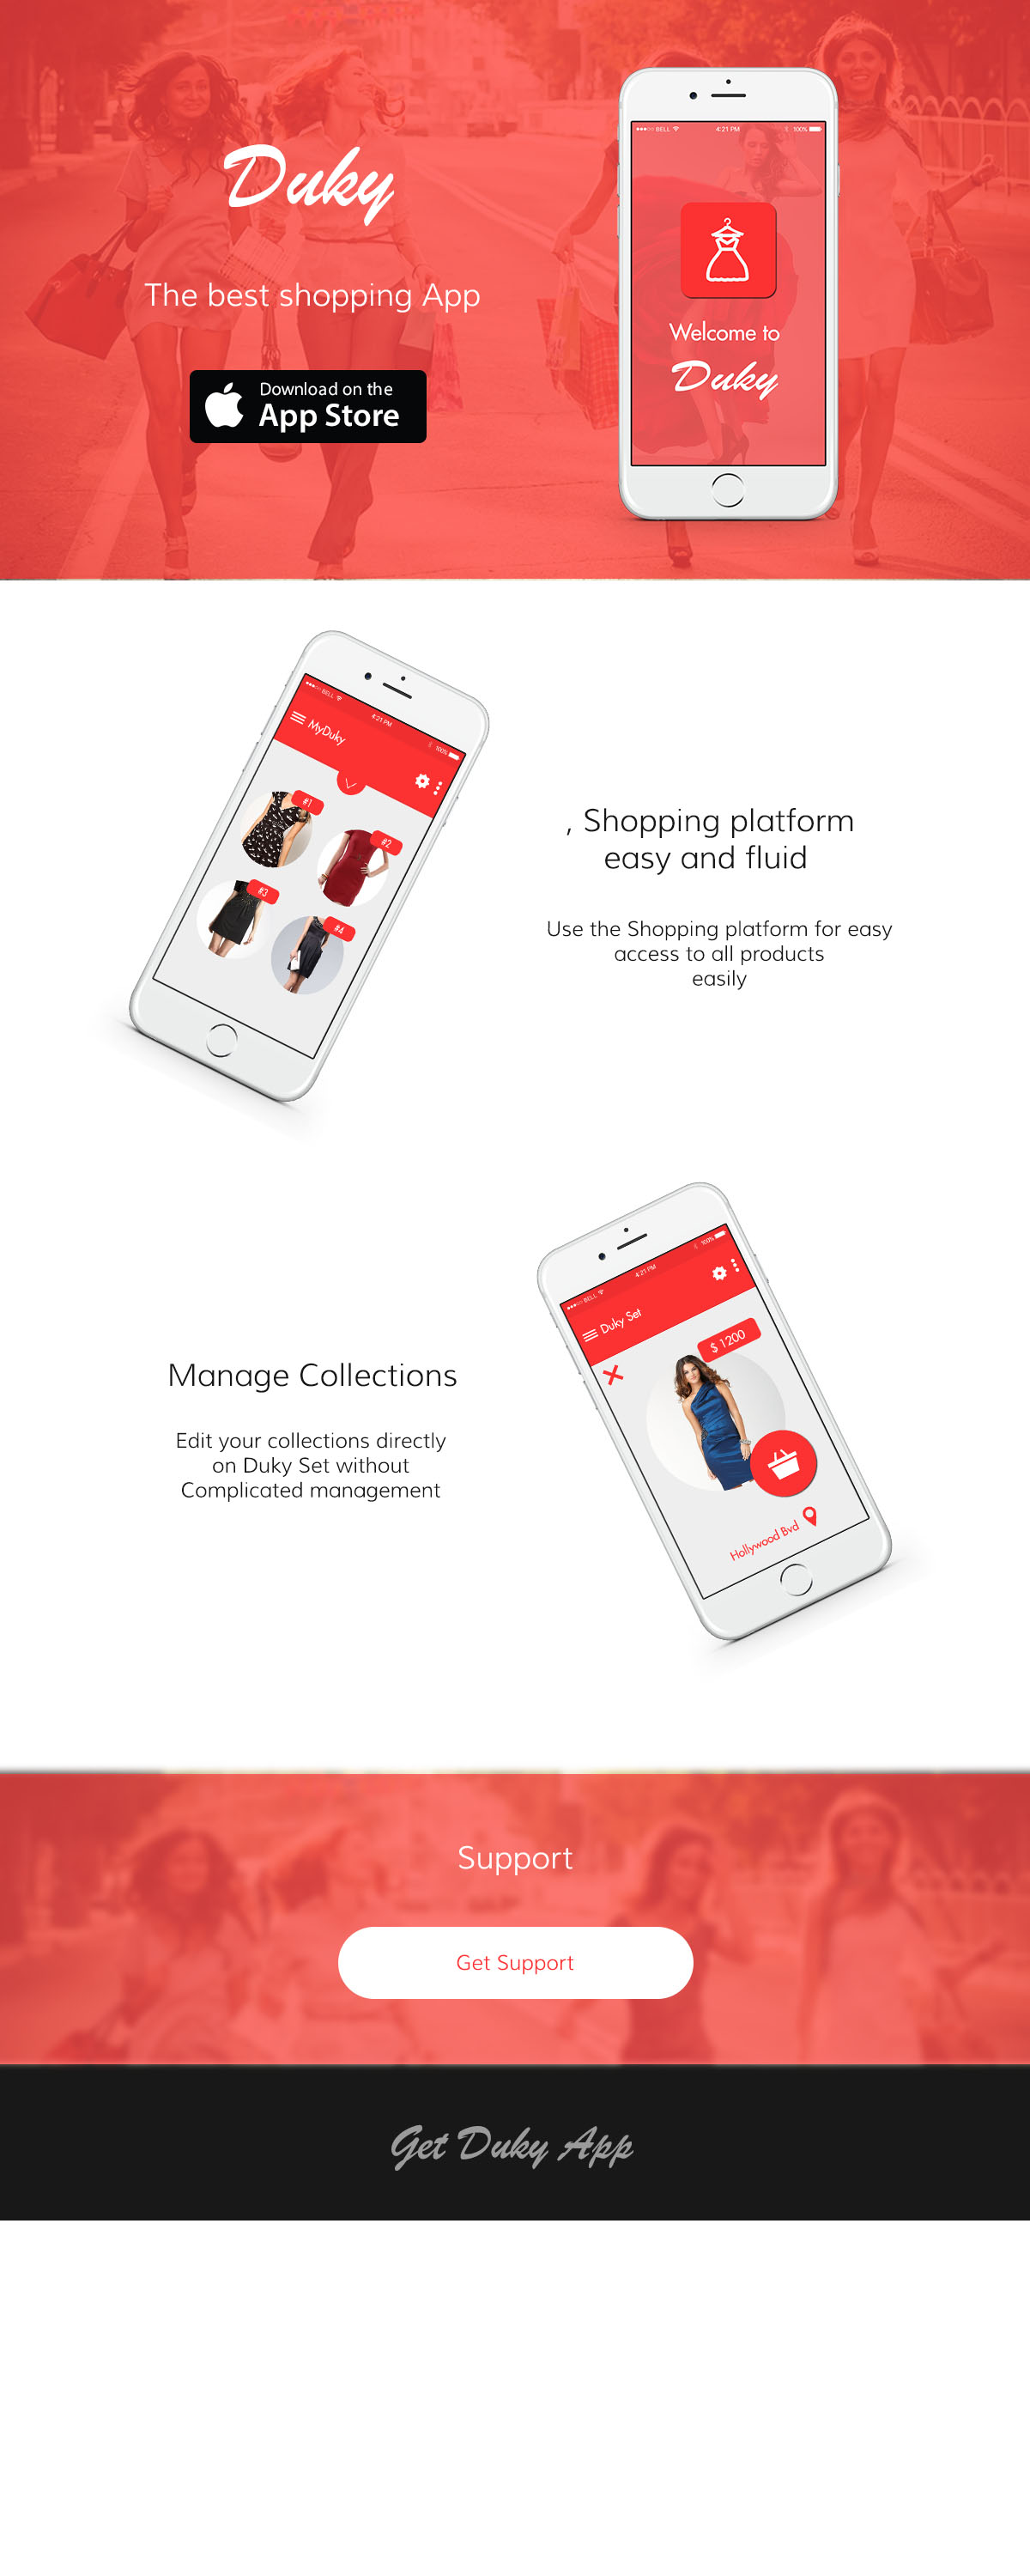 Duky
The best shopping App
Download on the
App Store
BELL 4:21 PM 100%
Welcome to
Duky
BELL 4:21 PM 100%
MyDuky
#1
#2
#3
#4
, Shopping platform
easy and fluid
Use the Shopping platform for easy
access to all products
easily
Manage Collections
Edit your collections directly
on Duky Set without
Complicated management
BELL 4:21 PM 100%
Duky Set
$ 1200
Hollywood Bvd
Support
Get Support
Get Duky App